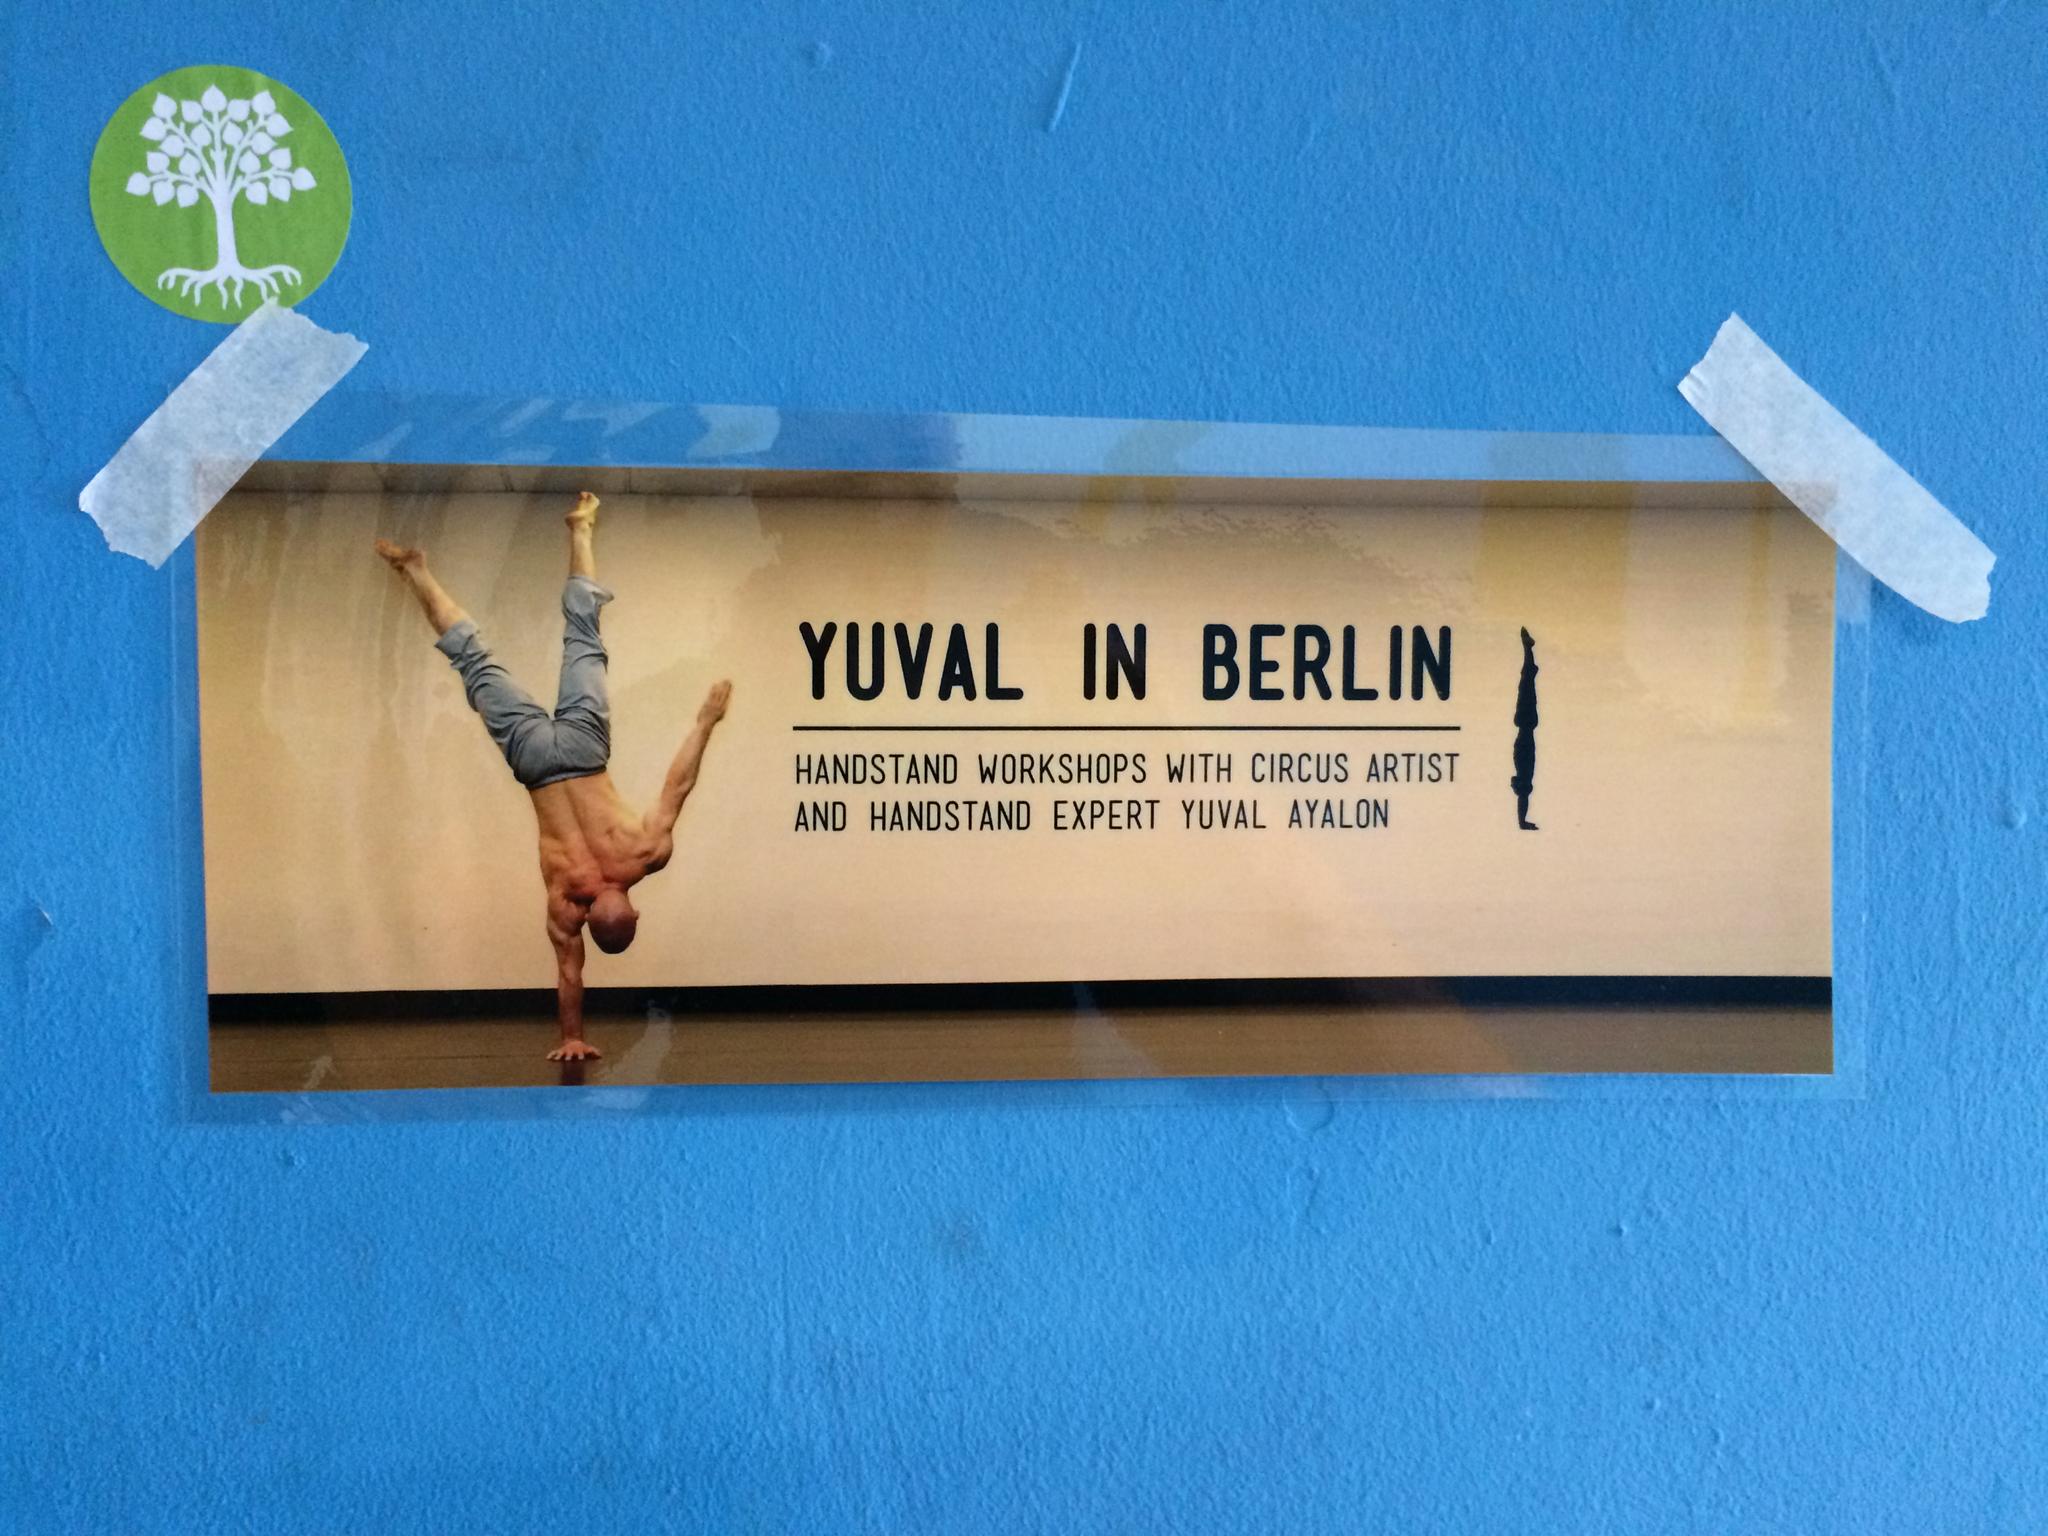 YUVAL IN BERLIN
HANDSTAND WORKSHOPS WITH CIRCUS ARTIST
AND HANDSTAND EXPERT YUVAL AYALON